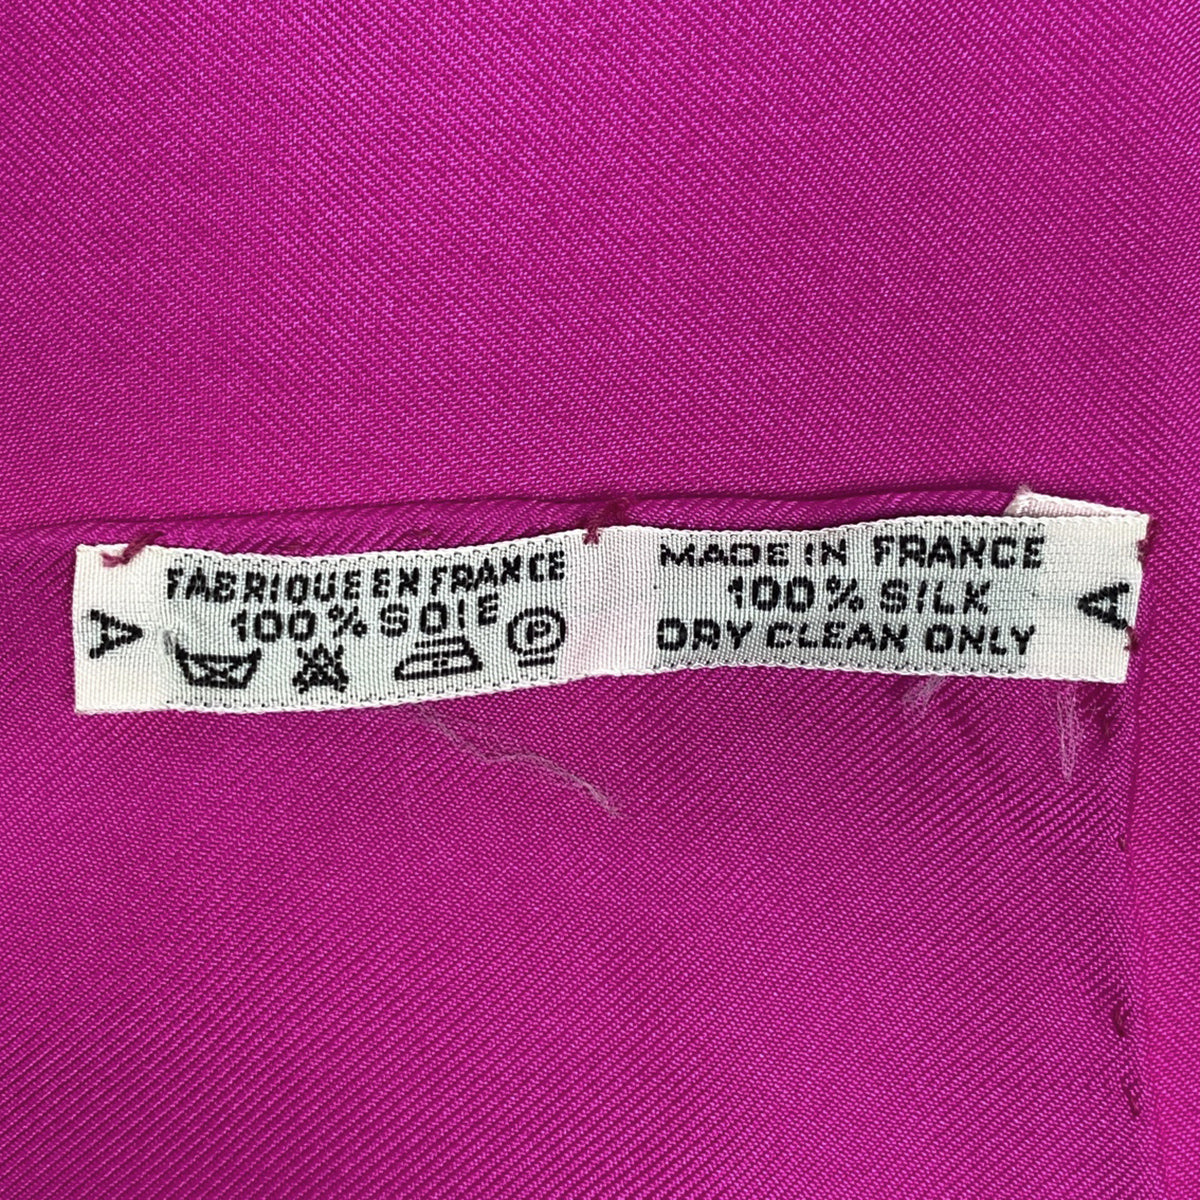 A
FABRIQUE EN FRANCE
100% SOIE
P
MADE IN FRANCE
100% SILK
DRY CLEAN ONLY
A